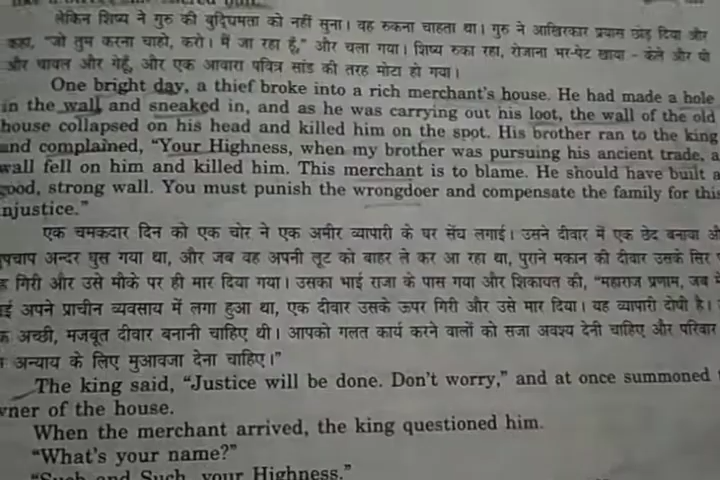 लेकिन शिष्य ने गुरु की बुद्धिमता को नहीं सुना। वह रुकना चाहता था। गुरु ने आखिरकार प्रयास छोड़ दिया और
कहा, "जो तुम करना चाहो, करो। मैं जा रहा हूँ," और चला गया। शिष्य रुका रहा, रोजाना भर-पेट खाया – केले और घी
और चावल और गेहूँ, और एक आवारा पवित्र सांड की तरह मोटा हो गया।
One bright day, a thief broke into a rich merchant's house. He had made a hole
in the wall and sneaked in, and as he was carrying out his loot, the wall of the old
house collapsed on his head and killed him on the spot. His brother ran to the king
and complained, "Your Highness, when my brother was pursuing his ancient trade, a
wall fell on him and killed him. This merchant is to blame. He should have built a
good, strong wall. You must punish the wrongdoer and compensate the family for this
njustice."
एक चमकदार दिन को एक चोर ने एक अमीर व्यापारी के घर सेंध लगाई। उसने दीवार में एक छेद बनाया
पचाप अन्दर घुस गया था, और जब वह अपनी लूट को बाहर ले कर आ रहा था, पुराने मकान की दीवार उसके सिर
गिरी और उसे मौके पर ही मार दिया गया। उसका भाई राजा के पास गया और शिकायत की, "महाराज प्रणाम, जब
अपने प्राचीन व्यवसाय में लगा हुआ था, एक दीवार उसके ऊपर गिरी और उसे मार दिया। यह व्यापारी दोषी है।
अच्छी, मजबूत दीवार बनानी चाहिए थी। आपको गलत कार्य करने वालों को सजा अवश्य देनी चाहिए और परिवार
अन्याय के लिए मुआवजा देना चाहिए।"
The king said, "Justice will be done. Don't worry," and at once summoned
wner of the house.
When the merchant arrived, the king questioned him.
"What's your name?"
"Such and Such, your Highness."